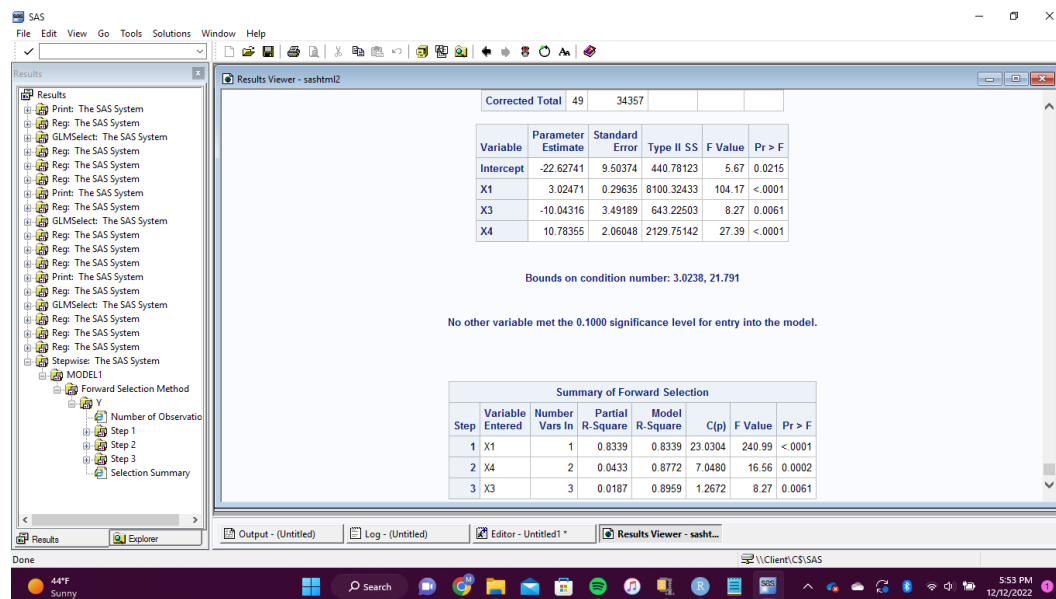 SAS
File Edit View Go Tools Solutions Window Help
Results
Results
Print: The SAS System
Reg: The SAS System
GLMSelect: The SAS System
Reg: The SAS System
Reg: The SAS System
Reg: The SAS System
Print: The SAS System
Reg: The SAS System
GLMSelect: The SAS System
Reg: The SAS System
Reg: The SAS System
Reg: The SAS System
Print: The SAS System
Reg: The SAS System
GLMSelect: The SAS System
Reg: The SAS System
Reg: The SAS System
Reg: The SAS System
Stepwise: The SAS System
MODEL1
Forward Selection Method
Y
Number of Observatio
Step 1
Step 2
Step 3
Selection Summary
Results Explorer
Results Viewer - sashtml2
Corrected Total 49 34357
Variable Parameter Estimate Standard Error Type II SS F Value Pr > F
Intercept -22.62741 9.50374 440.78123 5.67 0.0215
X1 3.02471 0.29635 8100.32433 104.17 <.0001
X3 -10.04316 3.49189 643.22503 8.27 0.0061
X4 10.78355 2.06048 2129.75142 27.39 <.0001
Bounds on condition number: 3.0238, 21.791
No other variable met the 0.1000 significance level for entry into the model.
Summary of Forward Selection
Step Variable Entered Number Vars In Partial R-Square Model R-Square C(p) F Value Pr > F
1 X1 1 0.8339 0.8339 23.0304 240.99 <.0001
2 X4 2 0.0433 0.8772 7.0480 16.56 0.0002
3 X3 3 0.0187 0.8959 1.2672 8.27 0.0061
Output - (Untitled) Log - (Untitled) Editor - Untitled1 * Results Viewer - sasht...
Done
\\Client\C$\SAS
44°F
Sunny
Search
M
R
SAS
5:53 PM
12/12/2022
1